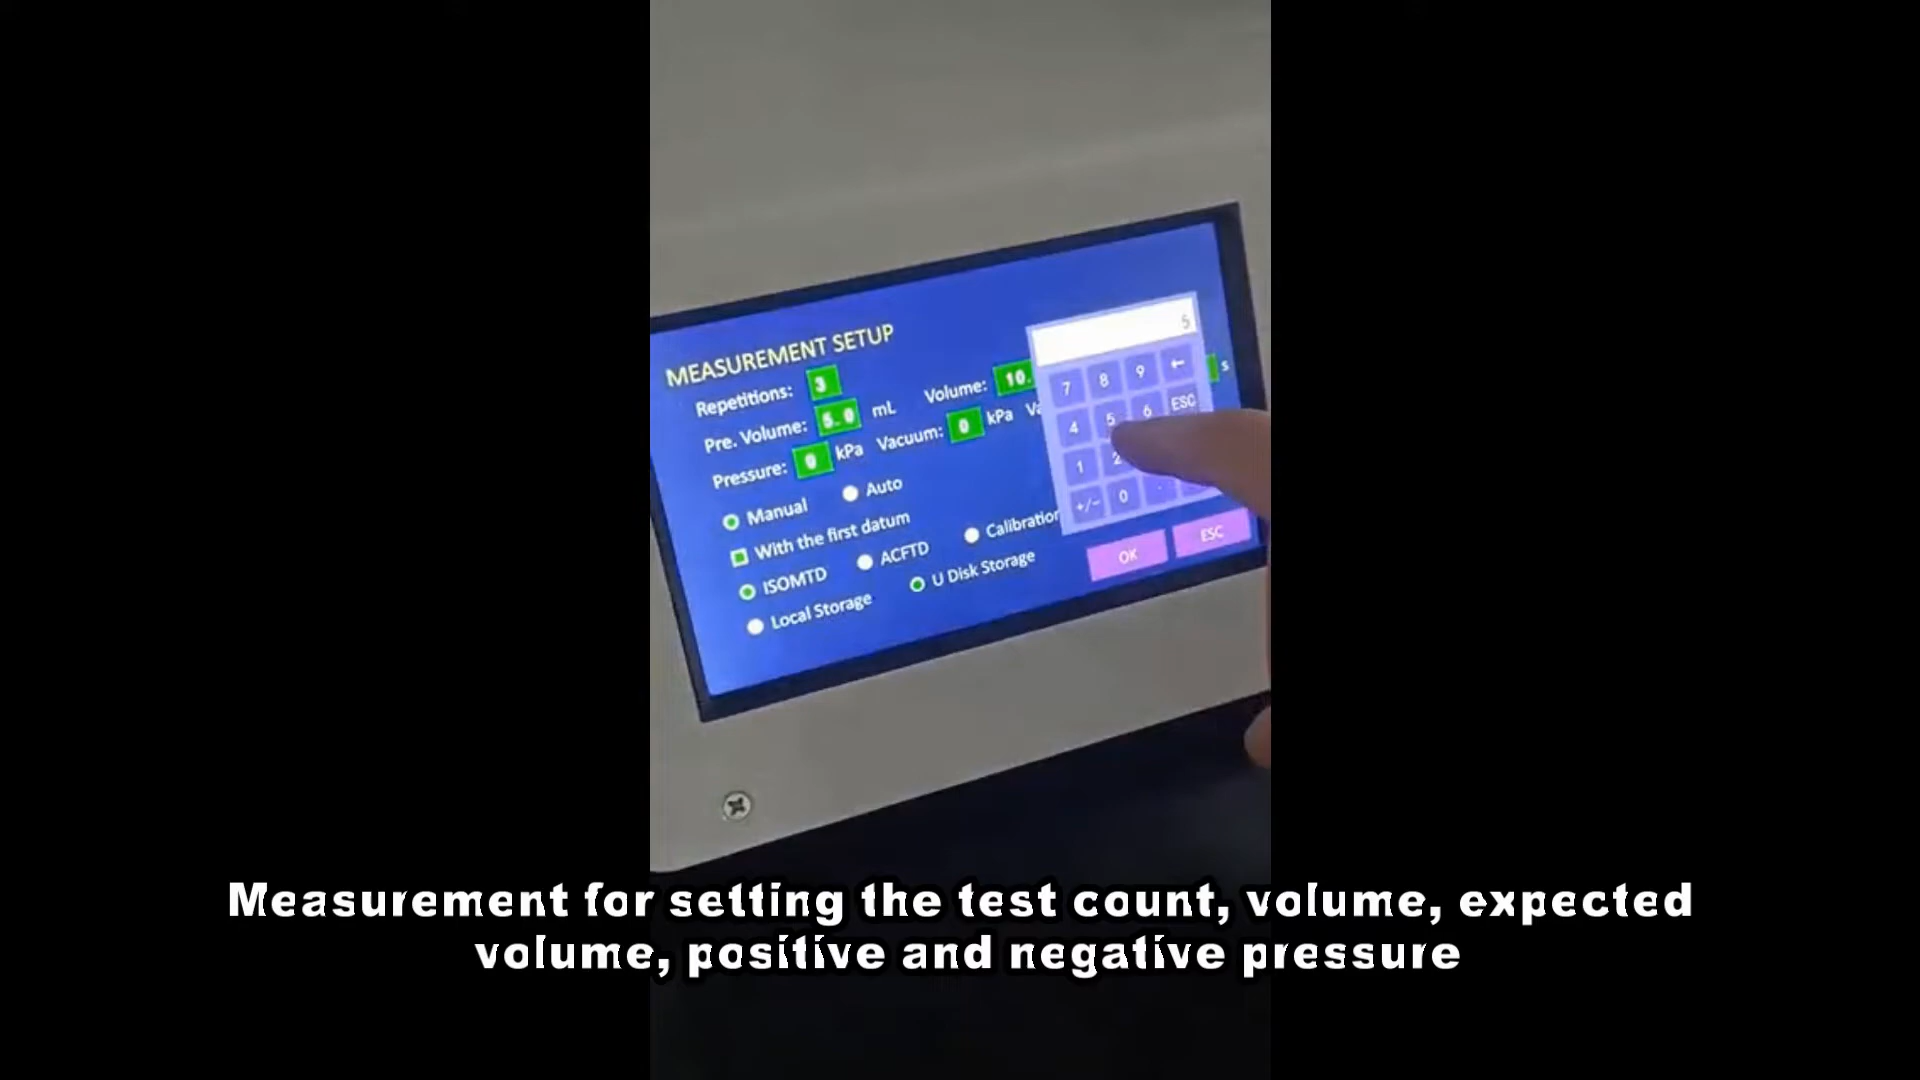 MEASUREMENT SETUP
Repetitions: 3
Pre. Volume: 5.0 mL Volume: 10. s
Pressure: 0 kPa Vacuum: 0 kPa Va
Manual Auto
With the first datum
ISOMTD ACFTD Calibration
Local Storage U Disk Storage
5
7 8 9 ←
4 5 6 ESC
1 2
+/- 0 .
OK ESC
Measurement for setting the test count, volume, expected
volume, positive and negative pressure